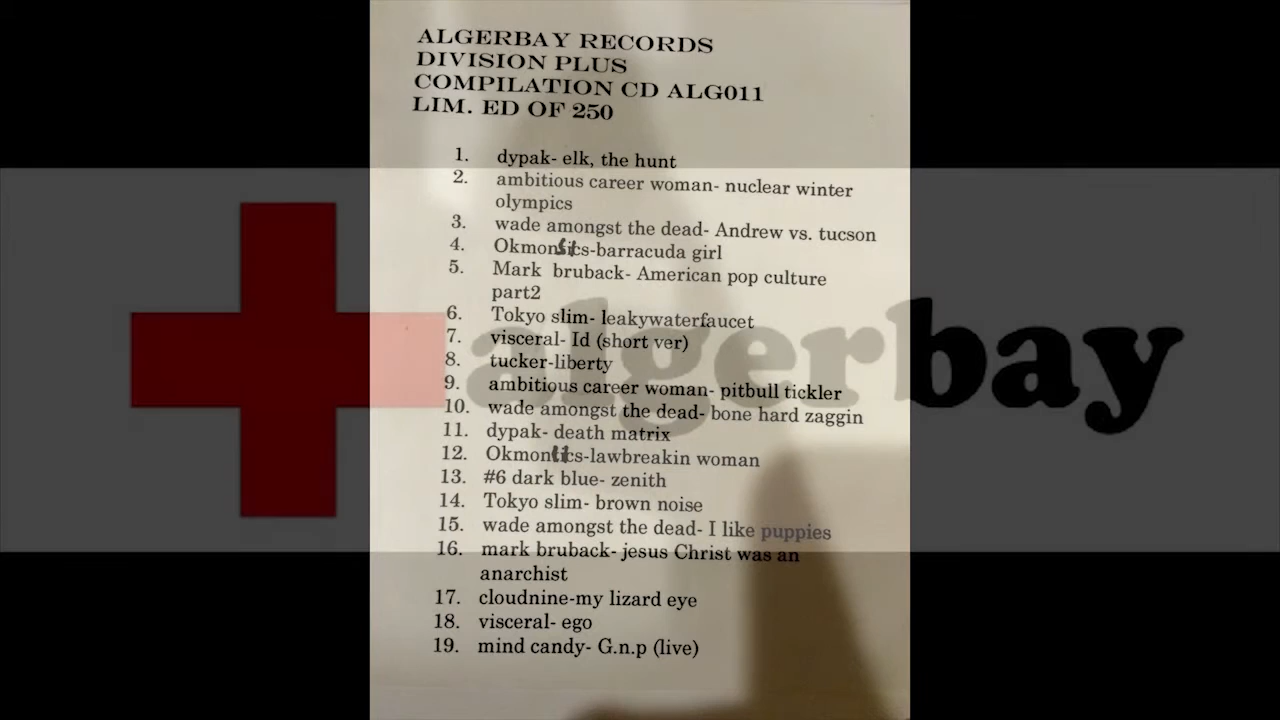 ALGERBAY RECORDS
DIVISION PLUS
COMPILATION CD ALG011
LIM. ED OF 250
1. dypak- elk, the hunt
2. ambitious career woman- nuclear winter
olympics
3. wade amongst the dead- Andrew vs. tucson
4. Okmoniics-barracuda girl
5. Mark bruback- American pop culture
part2
6. Tokyo slim- leakywaterfaucet
7. visceral- Id (short ver)
8. tucker-liberty
9. ambitious career woman- pitbull tickler
10. wade amongst the dead- bone hard zaggin
11. dypak- death matrix
12. Okmoniics-lawbreakin woman
13. #6 dark blue- zenith
14. Tokyo slim- brown noise
15. wade amongst the dead- I like puppies
16. mark bruback- jesus Christ was an
anarchist
17. cloudnine-my lizard eye
18. visceral- ego
19. mind candy- G.n.p (live)
algerbay